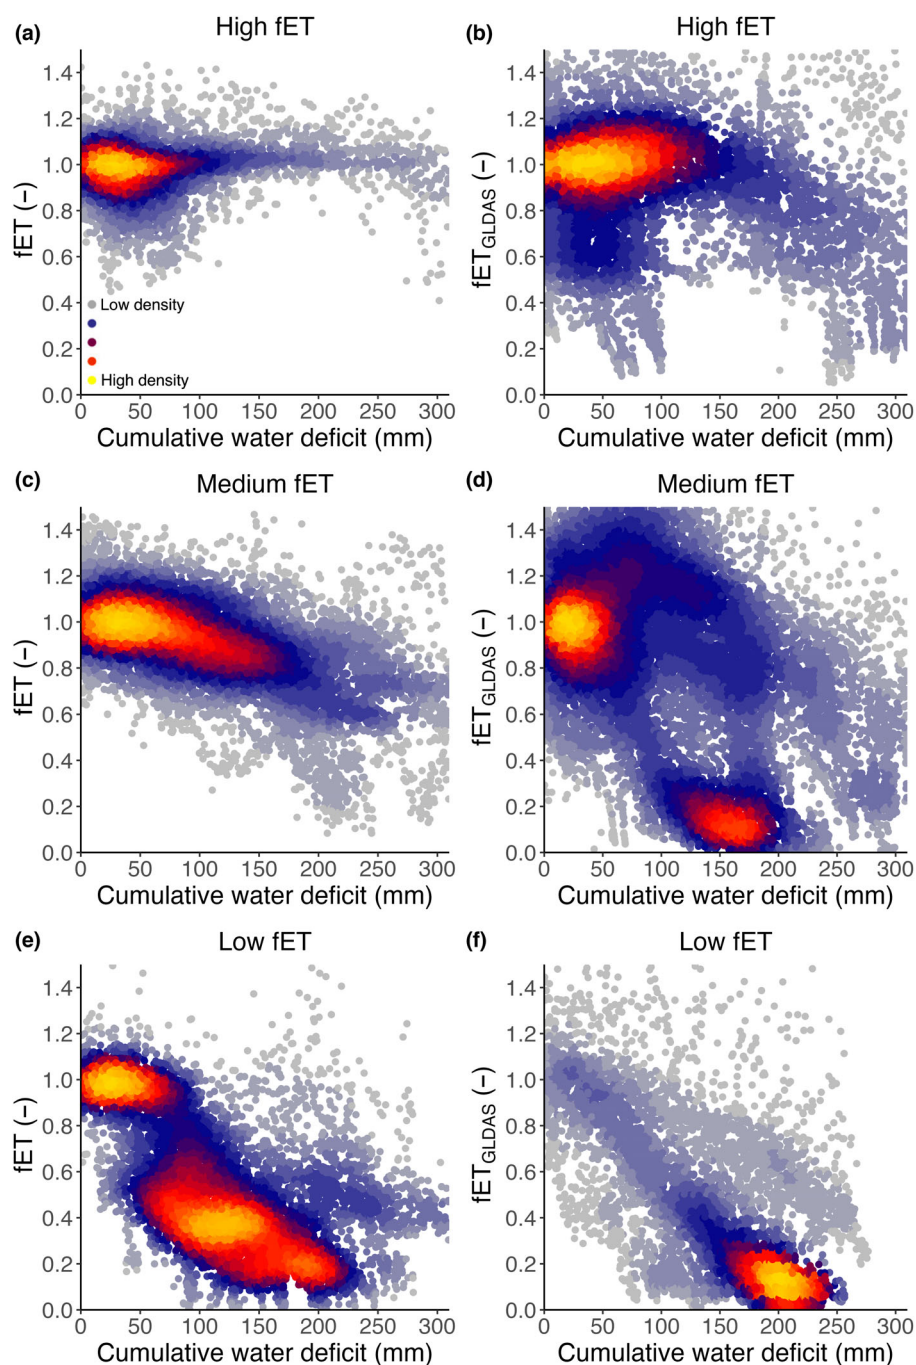 (a) High fET
fET (−)
1.4
1.2
1.0
0.8
0.6
0.4
0.2
0.0
Low density
High density
0 50 100 150 200 250 300
Cumulative water deficit (mm)
(b) High fET
fETGLDAS (−)
1.4
1.2
1.0
0.8
0.6
0.4
0.2
0.0
0 50 100 150 200 250 300
Cumulative water deficit (mm)
(c) Medium fET
fET (−)
1.4
1.2
1.0
0.8
0.6
0.4
0.2
0.0
0 50 100 150 200 250 300
Cumulative water deficit (mm)
(d) Medium fET
fETGLDAS (−)
1.4
1.2
1.0
0.8
0.6
0.4
0.2
0.0
0 50 100 150 200 250 300
Cumulative water deficit (mm)
(e) Low fET
fET (−)
1.4
1.2
1.0
0.8
0.6
0.4
0.2
0.0
0 50 100 150 200 250 300
Cumulative water deficit (mm)
(f) Low fET
fETGLDAS (−)
1.4
1.2
1.0
0.8
0.6
0.4
0.2
0.0
0 50 100 150 200 250 300
Cumulative water deficit (mm)